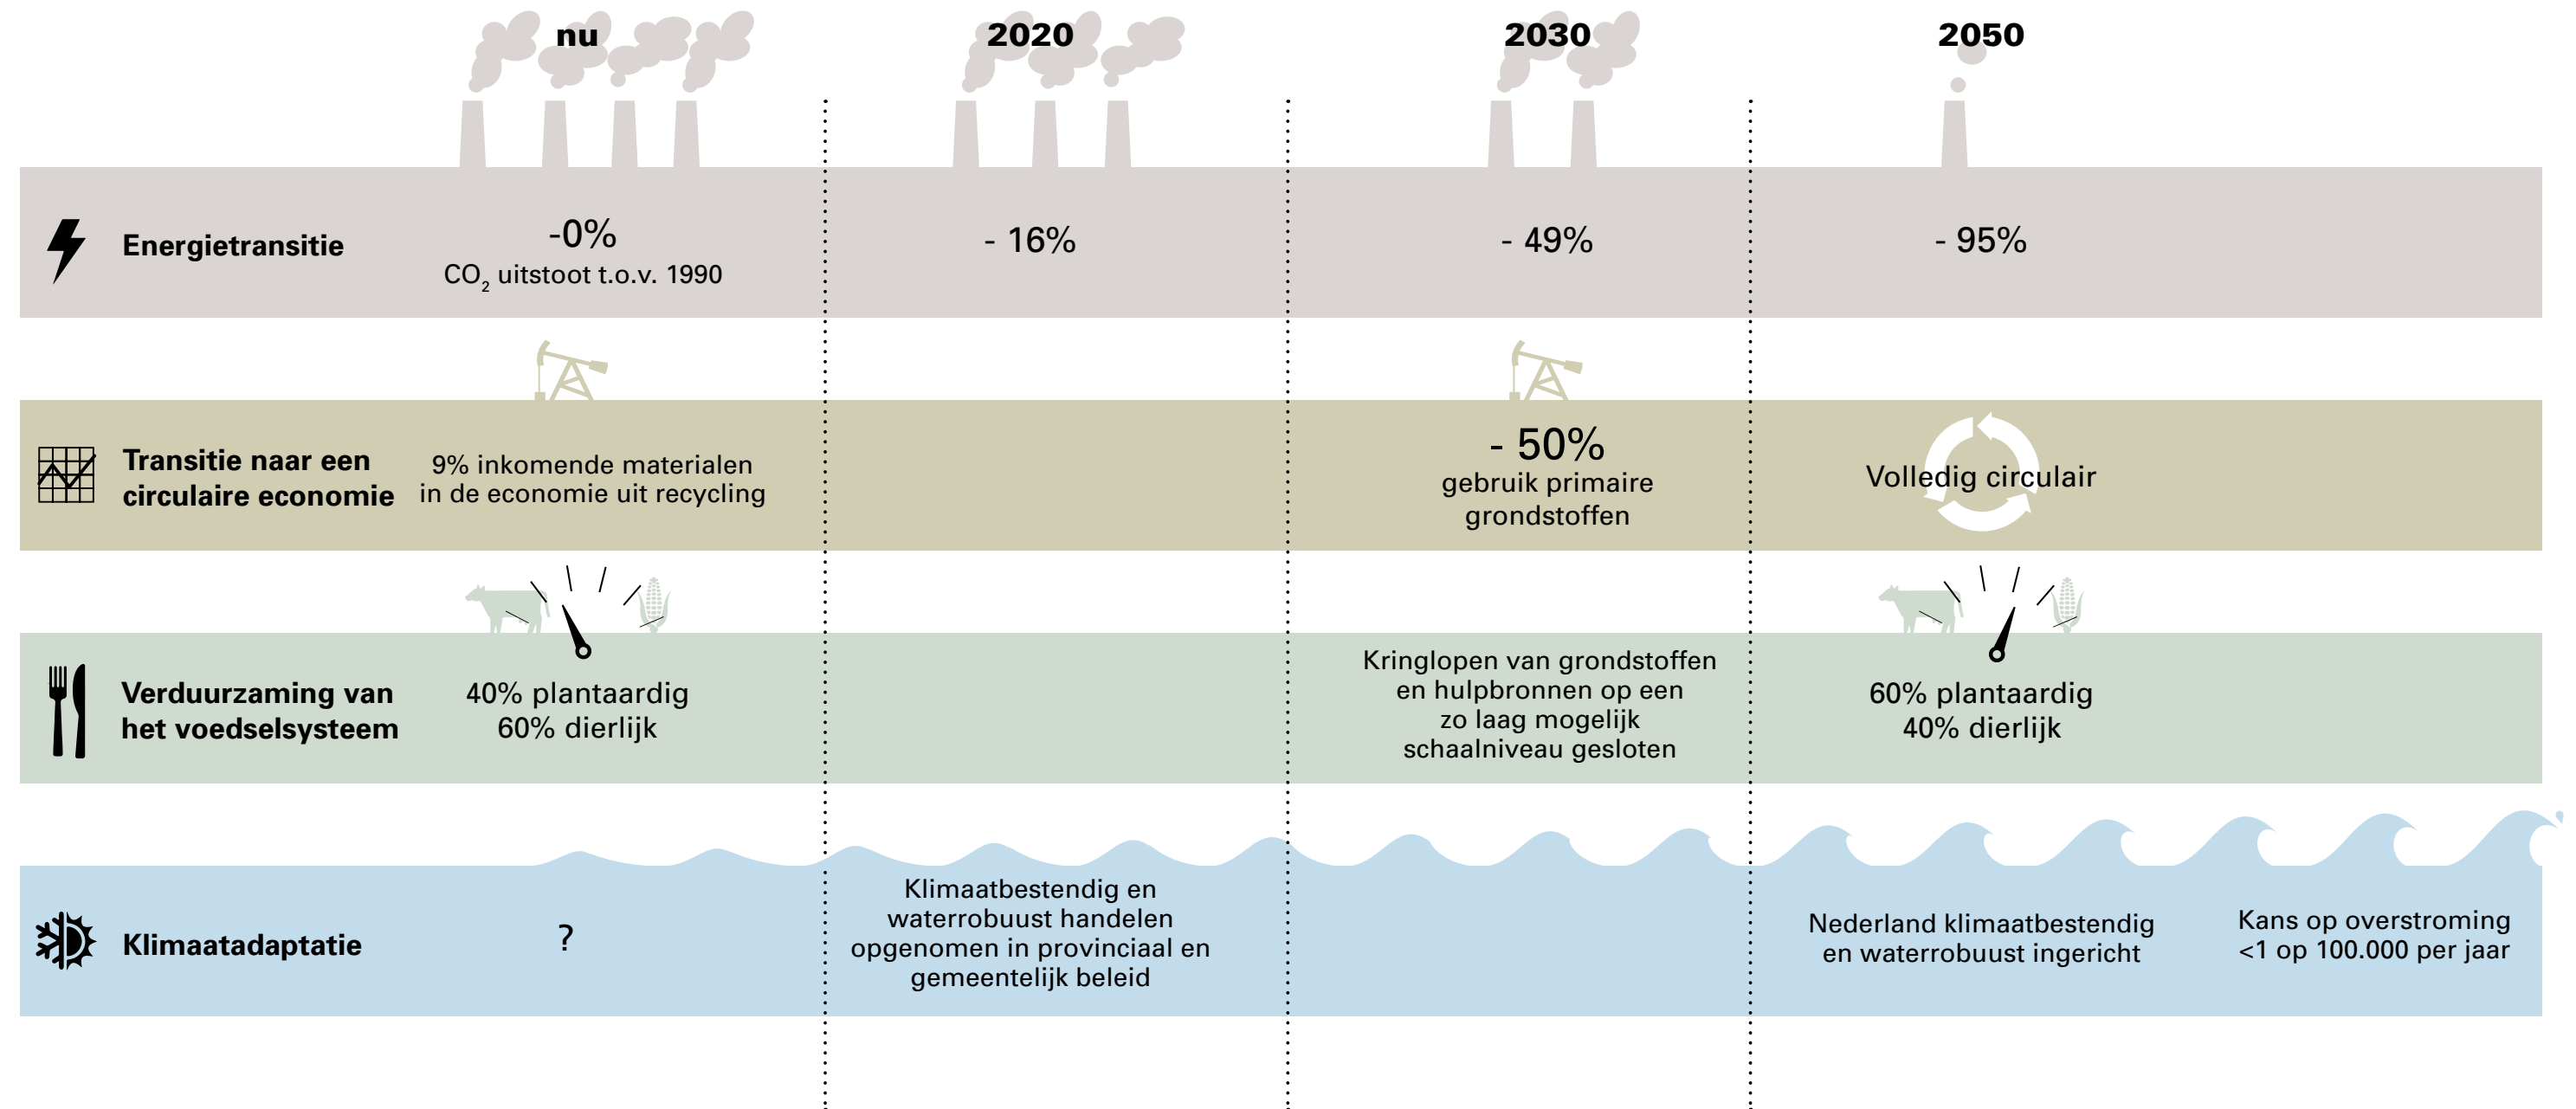 nu
2020
2030
2050
Energietransitie
-0%
CO₂ uitstoot t.o.v. 1990
- 16%
- 49%
- 95%
Transitie naar een
circulaire economie
9% inkomende materialen
in de economie uit recycling
- 50%
gebruik primaire
grondstoffen
Volledig circulair
Verduurzaming van
het voedselsysteem
40% plantaardig
60% dierlijk
Kringlopen van grondstoffen
en hulpbronnen op een
zo laag mogelijk
schaalniveau gesloten
60% plantaardig
40% dierlijk
Klimaatadaptatie
?
Klimaatbestendig en
waterrobuust handelen
opgenomen in provinciaal en
gemeentelijk beleid
Nederland klimaatbestendig
en waterrobuust ingericht
Kans op overstroming
<1 op 100.000 per jaar